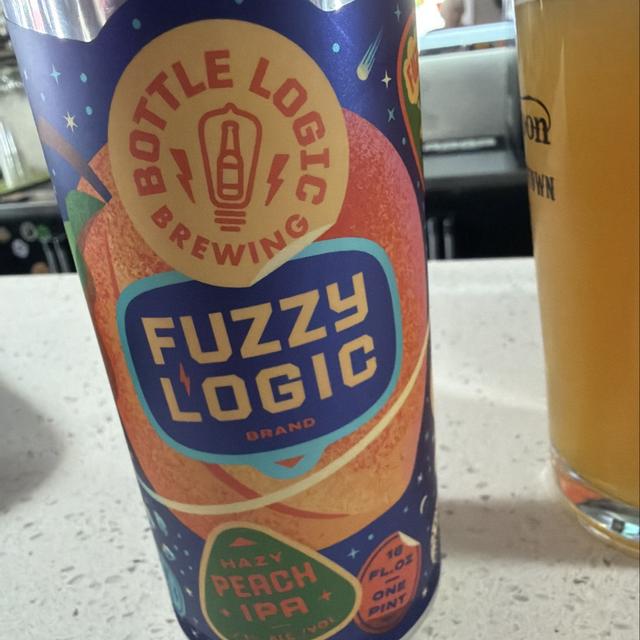 BOTTLE LOGIC
BREWING
FUZZY
LOGIC
BRAND
HAZY
PEACH
IPA
16
FL.OZ
ONE
PINT
on
OWN